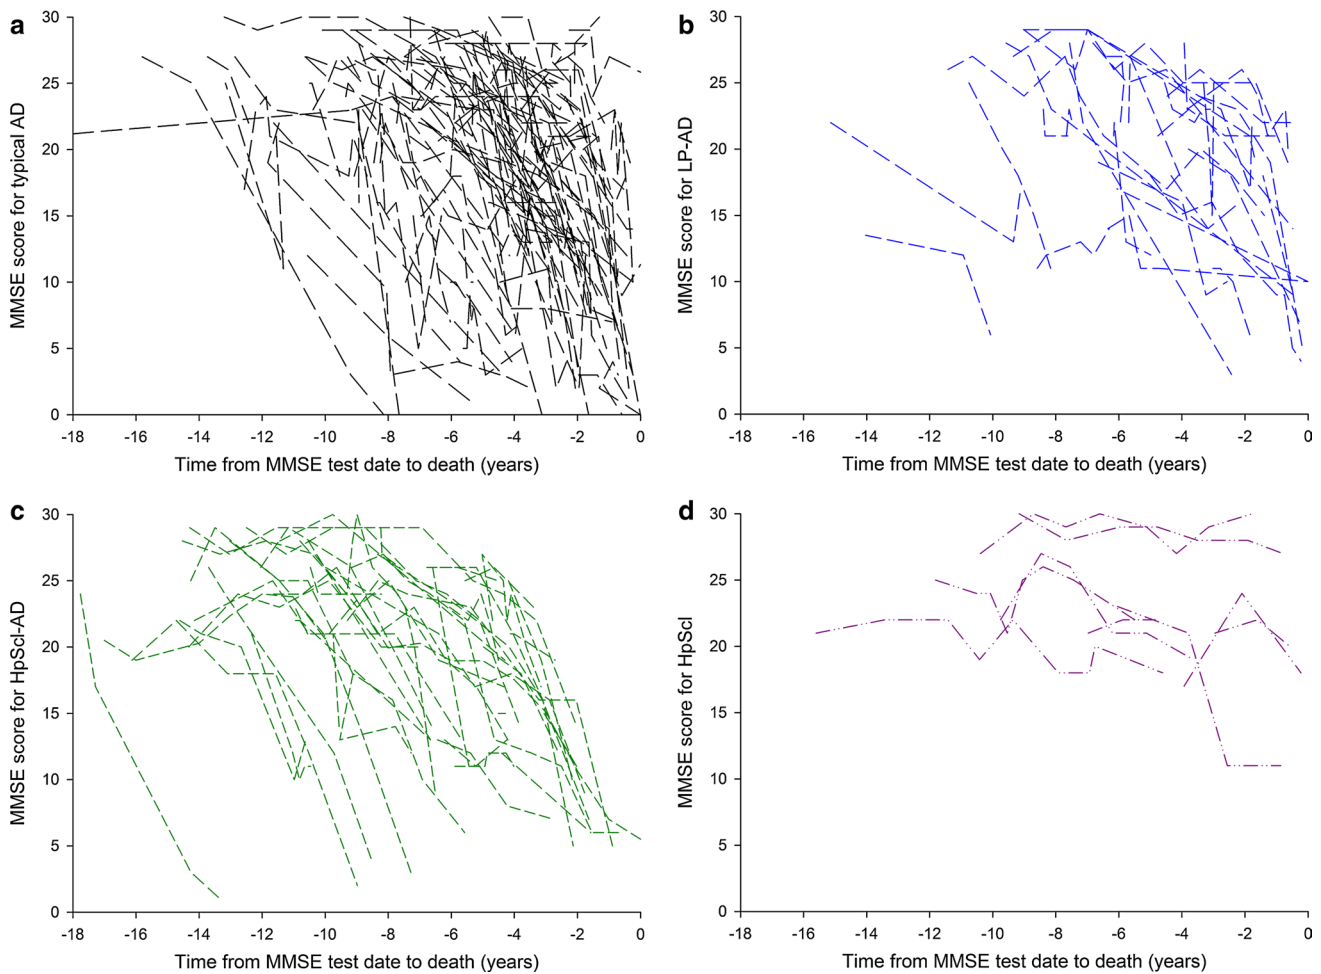 a
30
25
20
15
10
5
0
MMSE score for typical AD
-18 -16 -14 -12 -10 -8 -6 -4 -2 0
Time from MMSE test date to death (years)
b
30
25
20
15
10
5
0
MMSE score for LP-AD
-18 -16 -14 -12 -10 -8 -6 -4 -2 0
Time from MMSE test date to death (years)
c
30
25
20
15
10
5
0
MMSE score for HpScl-AD
-18 -16 -14 -12 -10 -8 -6 -4 -2 0
Time from MMSE test date to death (years)
d
30
25
20
15
10
5
0
MMSE score for HpScl
-18 -16 -14 -12 -10 -8 -6 -4 -2 0
Time from MMSE test date to death (years)